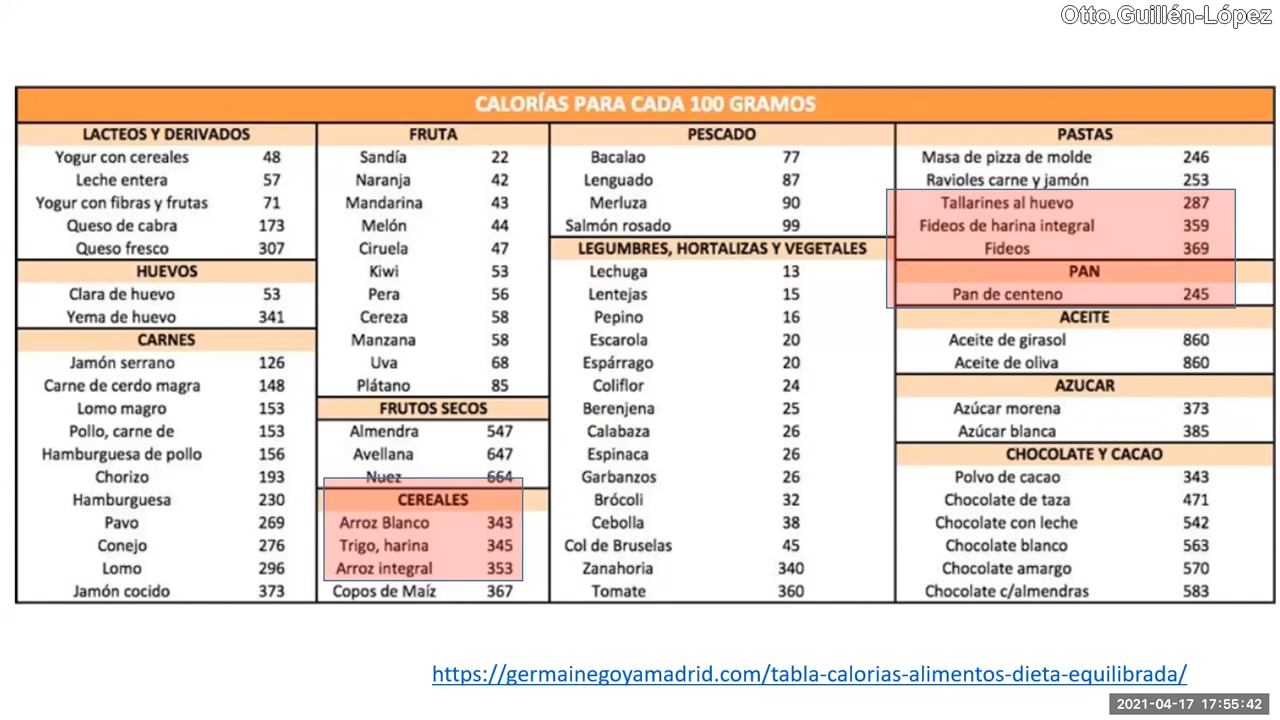 Otto.Guillén-López
CALORÍAS PARA CADA 100 GRAMOS
LACTEOS Y DERIVADOS
Yogur con cereales 48
Leche entera 57
Yogur con fibras y frutas 71
Queso de cabra 173
Queso fresco 307
HUEVOS
Clara de huevo 53
Yema de huevo 341
CARNES
Jamón serrano 126
Carne de cerdo magra 148
Lomo magro 153
Pollo, carne de 153
Hamburguesa de pollo 156
Chorizo 193
Hamburguesa 230
Pavo 269
Conejo 276
Lomo 296
Jamón cocido 373
FRUTA
Sandía 22
Naranja 42
Mandarina 43
Melón 44
Ciruela 47
Kiwi 53
Pera 56
Cereza 58
Manzana 58
Uva 68
Plátano 85
FRUTOS SECOS
Almendra 547
Avellana 647
Nuez 664
CEREALES
Arroz Blanco 343
Trigo, harina 345
Arroz integral 353
Copos de Maíz 367
PESCADO
Bacalao 77
Lenguado 87
Merluza 90
Salmón rosado 99
LEGUMBRES, HORTALIZAS Y VEGETALES
Lechuga 13
Lentejas 15
Pepino 16
Escarola 20
Espárrago 20
Coliflor 24
Berenjena 25
Calabaza 26
Espinaca 26
Garbanzos 26
Brócoli 32
Cebolla 38
Col de Bruselas 45
Zanahoria 340
Tomate 360
PASTAS
Masa de pizza de molde 246
Ravioles carne y jamón 253
Tallarines al huevo 287
Fideos de harina integral 359
Fideos 369
PAN
Pan de centeno 245
ACEITE
Aceite de girasol 860
Aceite de oliva 860
AZUCAR
Azúcar morena 373
Azúcar blanca 385
CHOCOLATE Y CACAO
Polvo de cacao 343
Chocolate de taza 471
Chocolate con leche 542
Chocolate blanco 563
Chocolate amargo 570
Chocolate c/almendras 583
https://germainegoyamadrid.com/tabla-calorias-alimentos-dieta-equilibrada/
2021-04-17 17:55:42